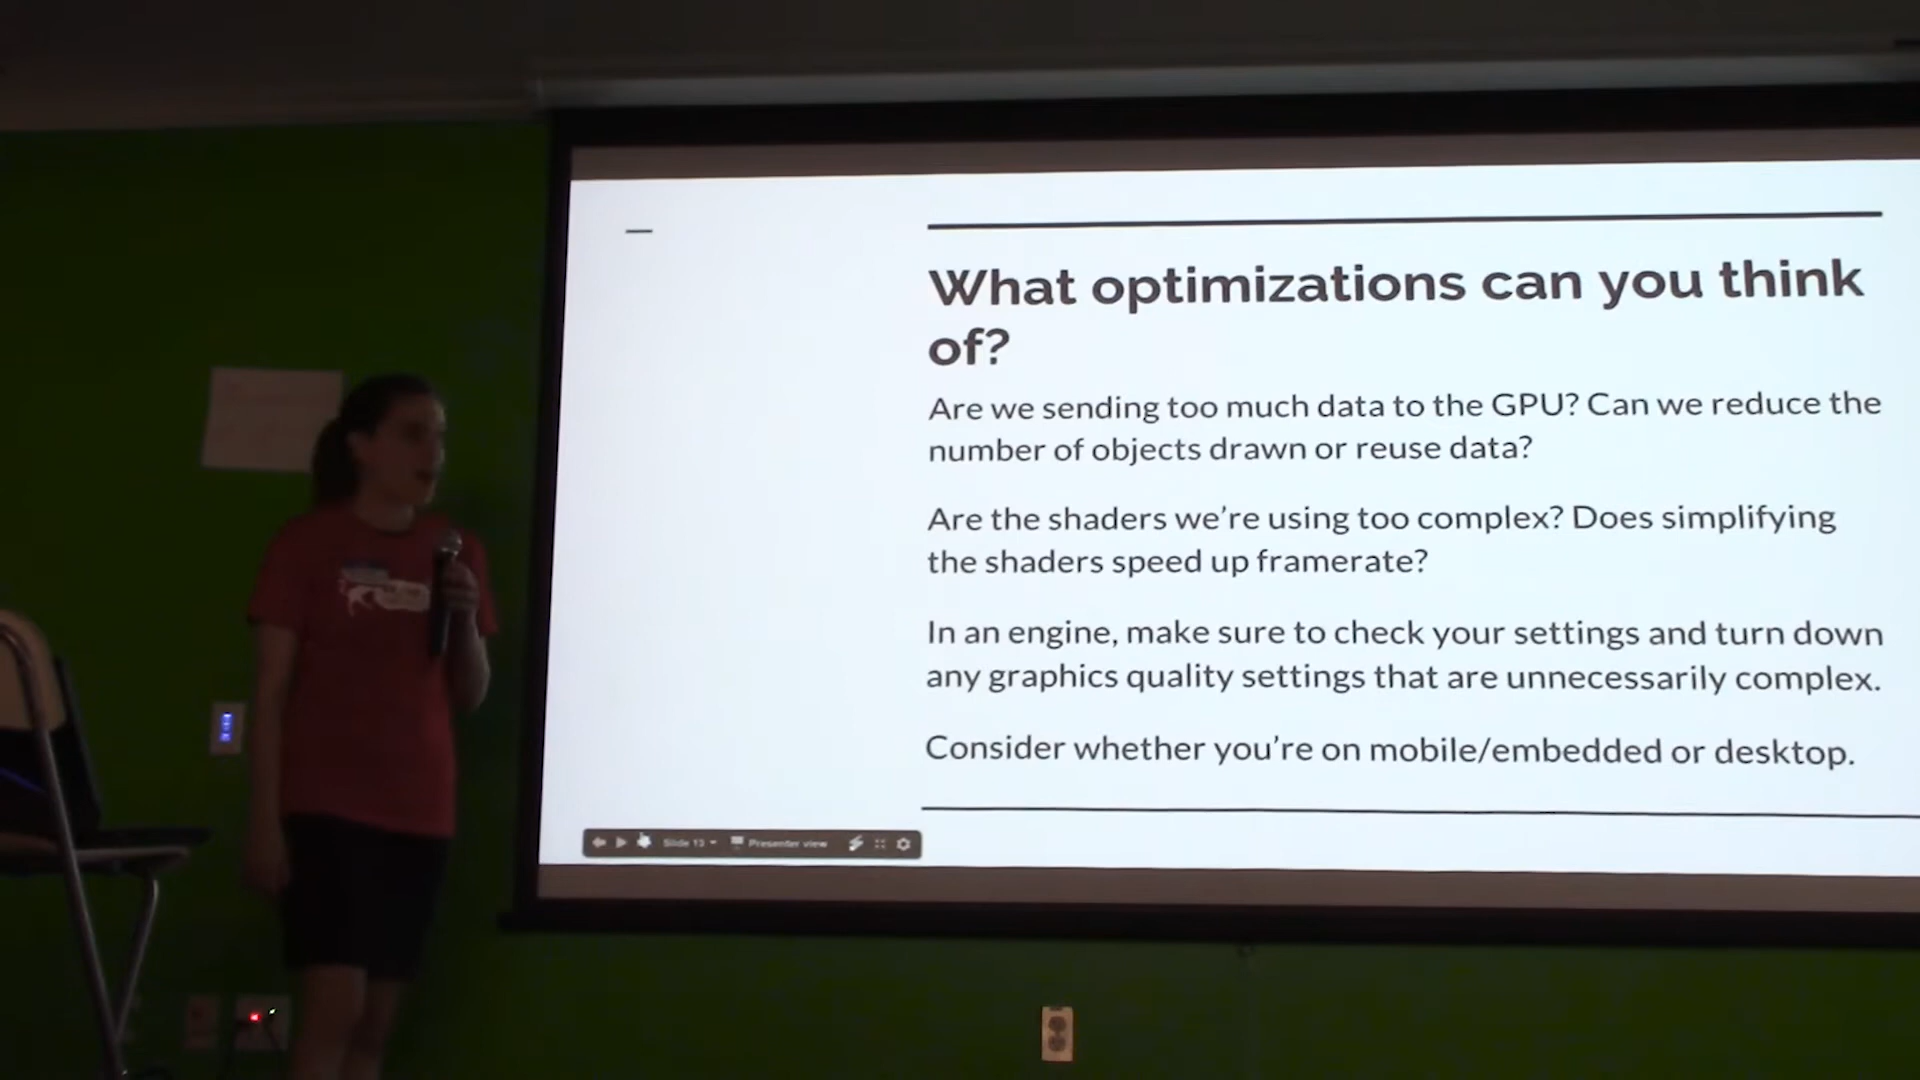 What optimizations can you think
of?
Are we sending too much data to the GPU? Can we reduce the
number of objects drawn or reuse data?
Are the shaders we're using too complex? Does simplifying
the shaders speed up framerate?
In an engine, make sure to check your settings and turn down
any graphics quality settings that are unnecessarily complex.
Consider whether you're on mobile/embedded or desktop.
Slide 13 Presenter view